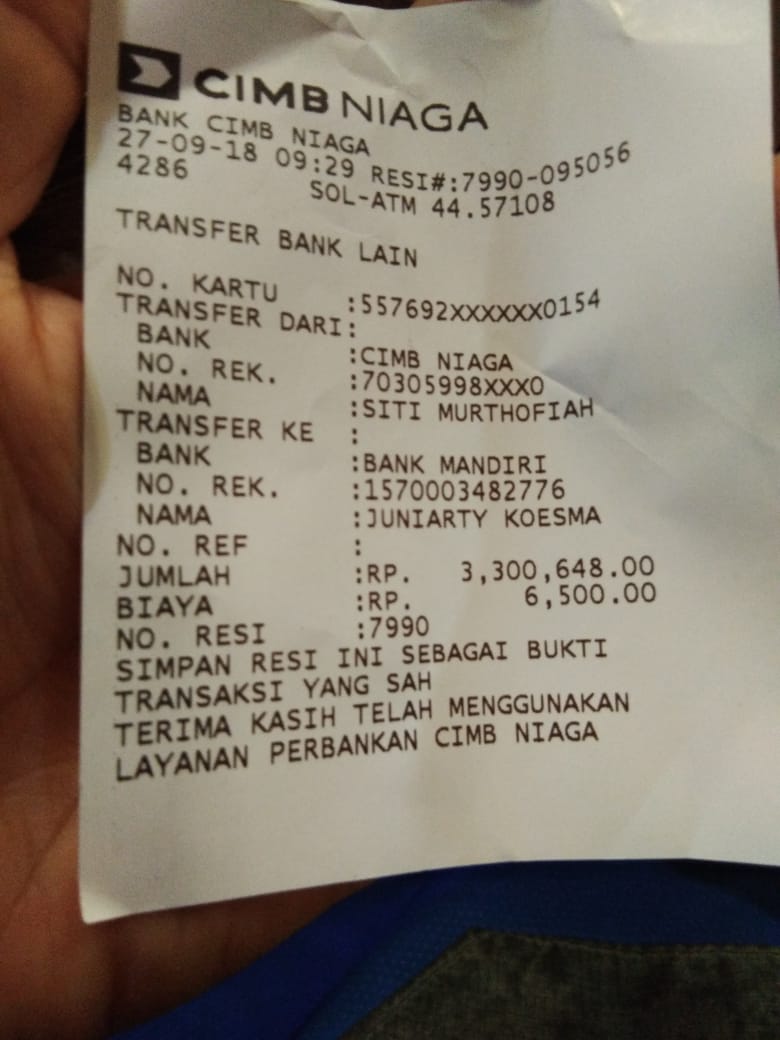 CIMB NIAGA
BANK CIMB NIAGA
27-09-18 09:29 RESI#:7990-095056
4286 SOL-ATM 44.57108
TRANSFER BANK LAIN
NO. KARTU :557692XXXXXX0154
TRANSFER DARI:
BANK :CIMB NIAGA
NO. REK. :70305998XXX0
NAMA :SITI MURTHOFIAH
TRANSFER KE :
BANK :BANK MANDIRI
NO. REK. :1570003482776
NAMA :JUNIARTY KOESMA
NO. REF :
JUMLAH :RP. 3,300,648.00
BIAYA :RP. 6,500.00
NO. RESI :7990
SIMPAN RESI INI SEBAGAI BUKTI
TRANSAKSI YANG SAH
TERIMA KASIH TELAH MENGGUNAKAN
LAYANAN PERBANKAN CIMB NIAGA